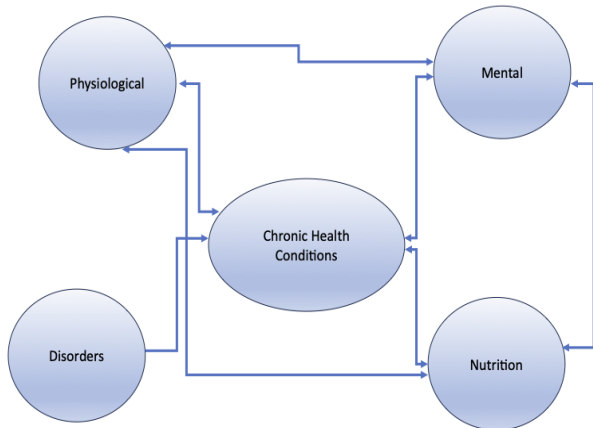 Physiological
Mental
Chronic Health
Conditions
Disorders
Nutrition